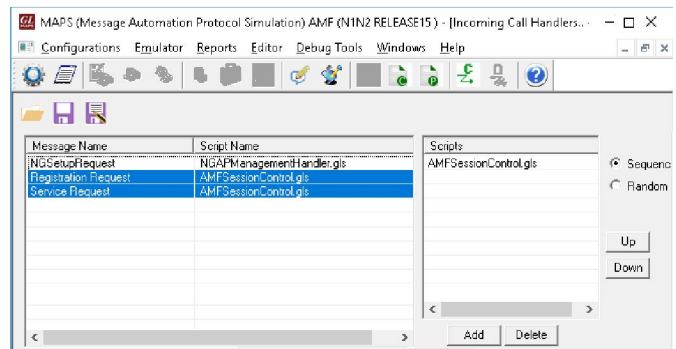 GL MAPS (Message Automation Protocol Simulation) AMF (N1N2 RELEASE15 ) - [Incoming Call Handlers..
Configurations Emulator Reports Editor Debug Tools Windows Help
Message Name Script Name Scripts
NGSetupRequest NGAPManagementHandler.gls AMFSessionControl.gls Sequenc
Registration Request AMFSessionControl.gls
Service Request AMFSessionControl.gls Random
Up
Down
Add Delete